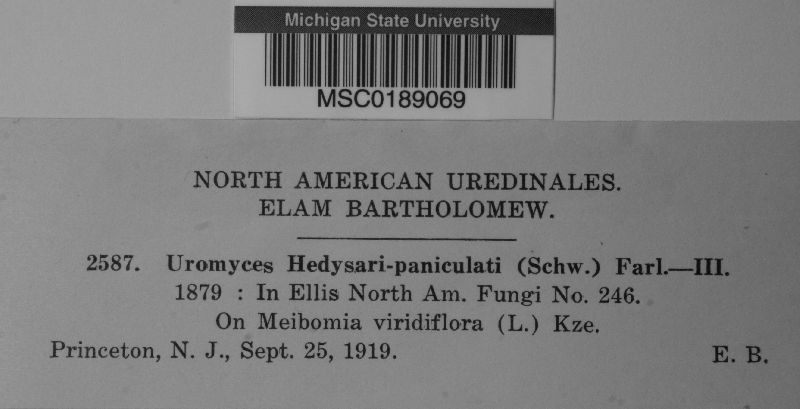 Michigan State University
MSC0189069
NORTH AMERICAN UREDINALES.
ELAM BARTHOLOMEW.
2587. Uromyces Hedysari-paniculati (Schw.) Farl.—III.
1879 : In Ellis North Am. Fungi No. 246.
On Meibomia viridiflora (L.) Kze.
Princeton, N. J., Sept. 25, 1919. E. B.